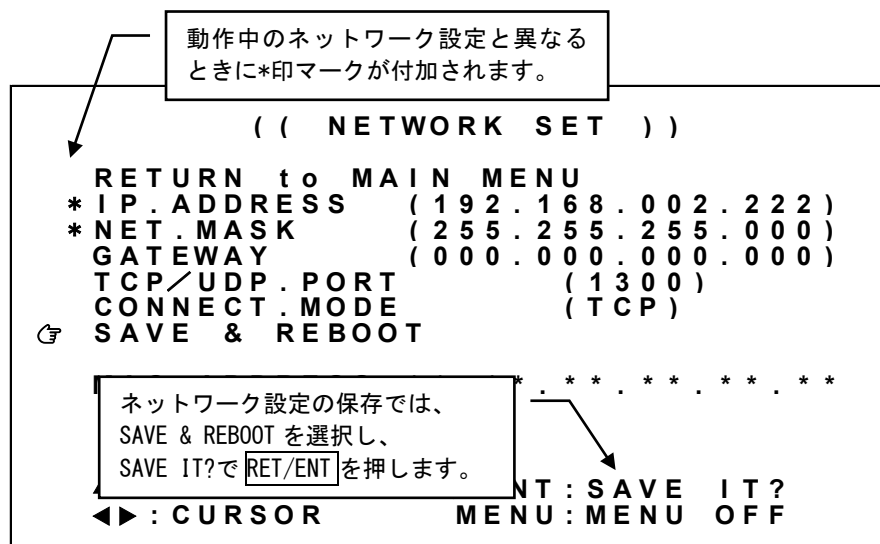 動作中のネットワーク設定と異なる
ときに*印マークが付加されます。
(( NETWORK SET ))
RETURN to MAIN MENU
*IP.ADDRESS (192.168.002.222)
*NET.MASK (255.255.255.000)
GATEWAY (000.000.000.000)
TCP/UDP.PORT (1300)
CONNECT.MODE (TCP)
☞ SAVE & REBOOT
*.**.**.**.**
ネットワーク設定の保存では、
SAVE & REBOOT を選択し、
SAVE IT?で RET/ENT を押します。
NT:SAVE IT?
◀▶:CURSOR MENU:MENU OFF